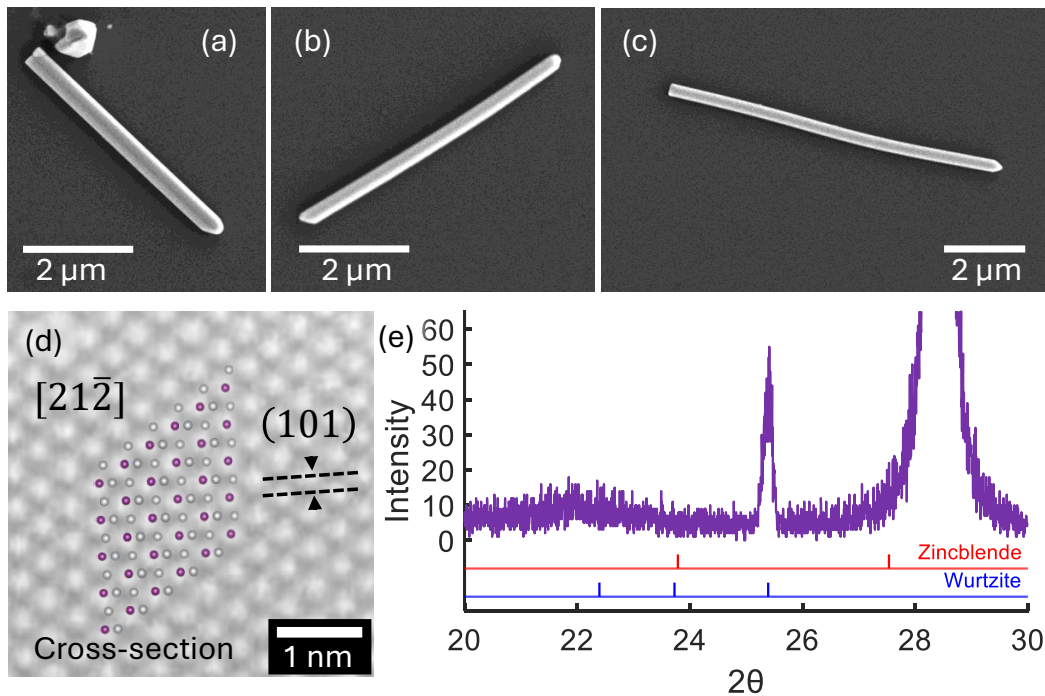 (a)
2 μm
(b)
2 μm
(c)
2 μm
(d)
[212̅]
(101)
Cross-section
1 nm
(e)
Intensity
60
50
40
30
20
10
0
Zincblende
Wurtzite
20 22 24 26 28 30
2θ